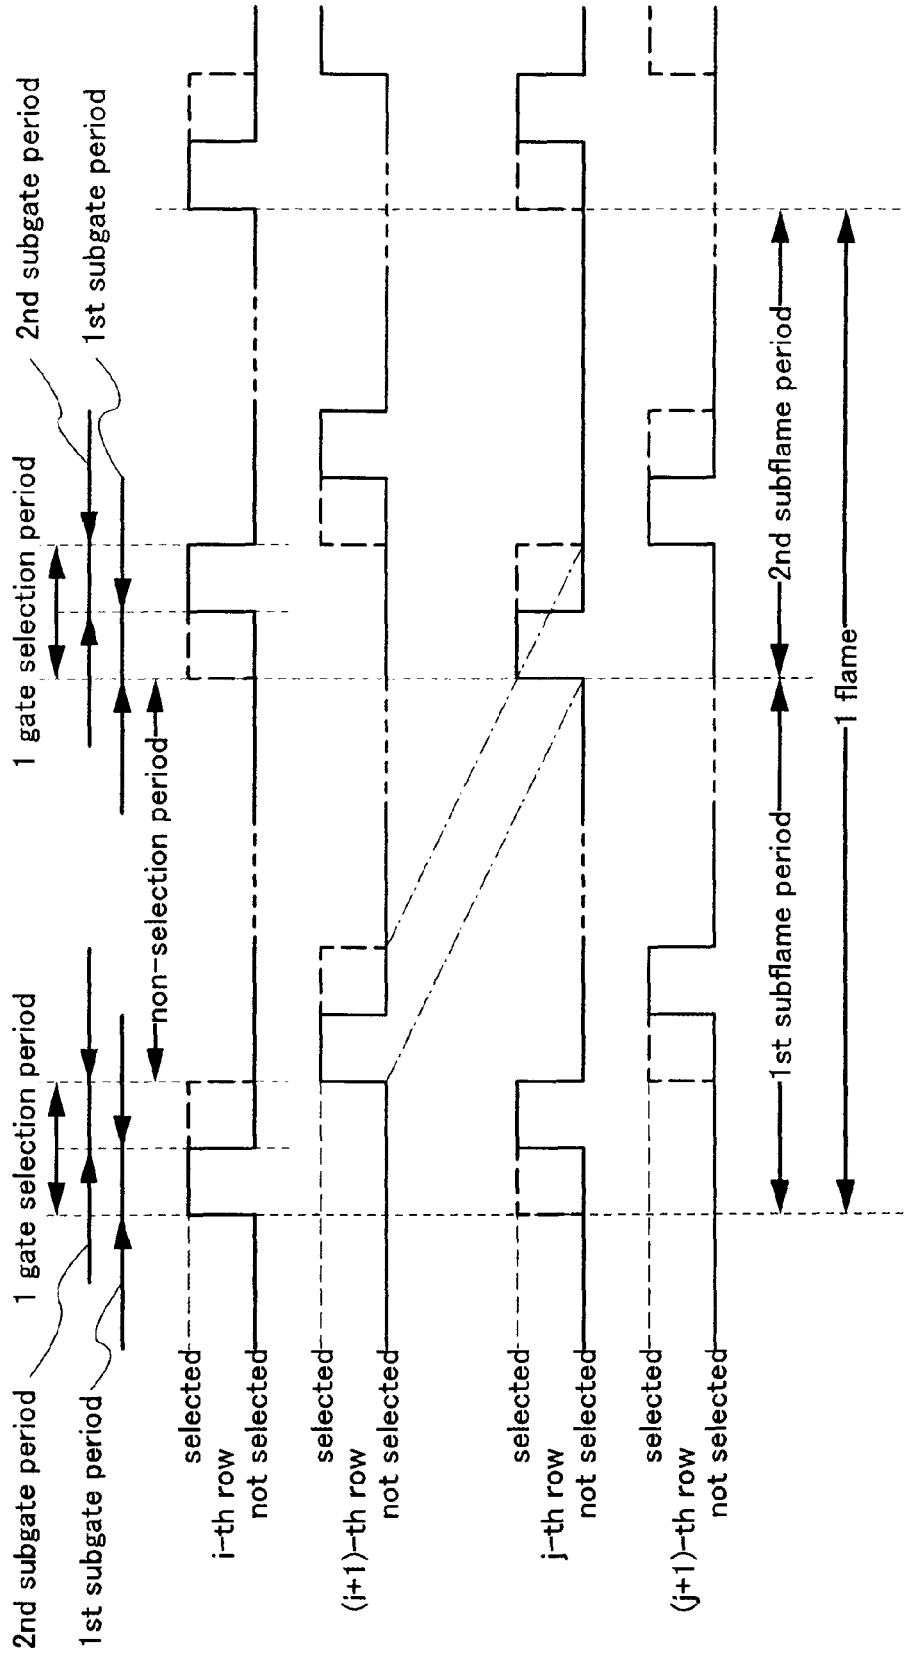 2nd subgate period
1 gate selection period
1 gate selection period
2nd subgate period
1st subgate period
1st subgate period
non-selection period
selected
i-th row
not selected
selected
(i+1)-th row
not selected
selected
j-th row
not selected
selected
(j+1)-th row
not selected
1st subflame period
2nd subflame period
1 flame